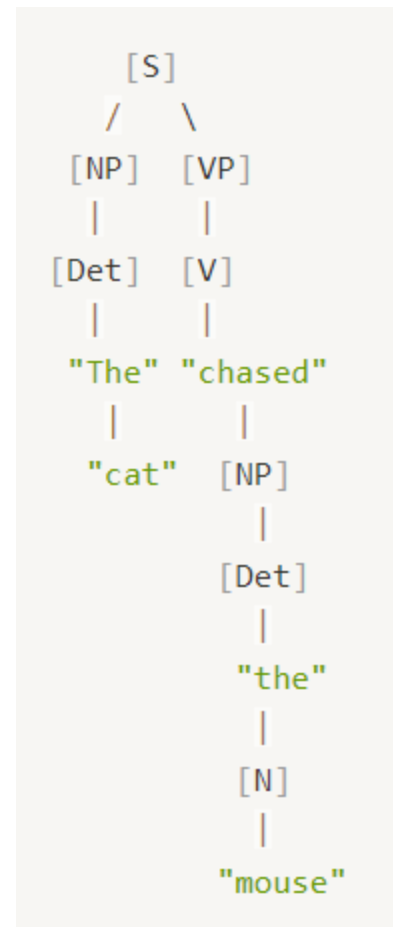 [S]
/ \
[NP] [VP]
| |
[Det] [V]
| |
"The" "chased"
| |
"cat" [NP]
|
[Det]
|
"the"
|
[N]
|
"mouse"